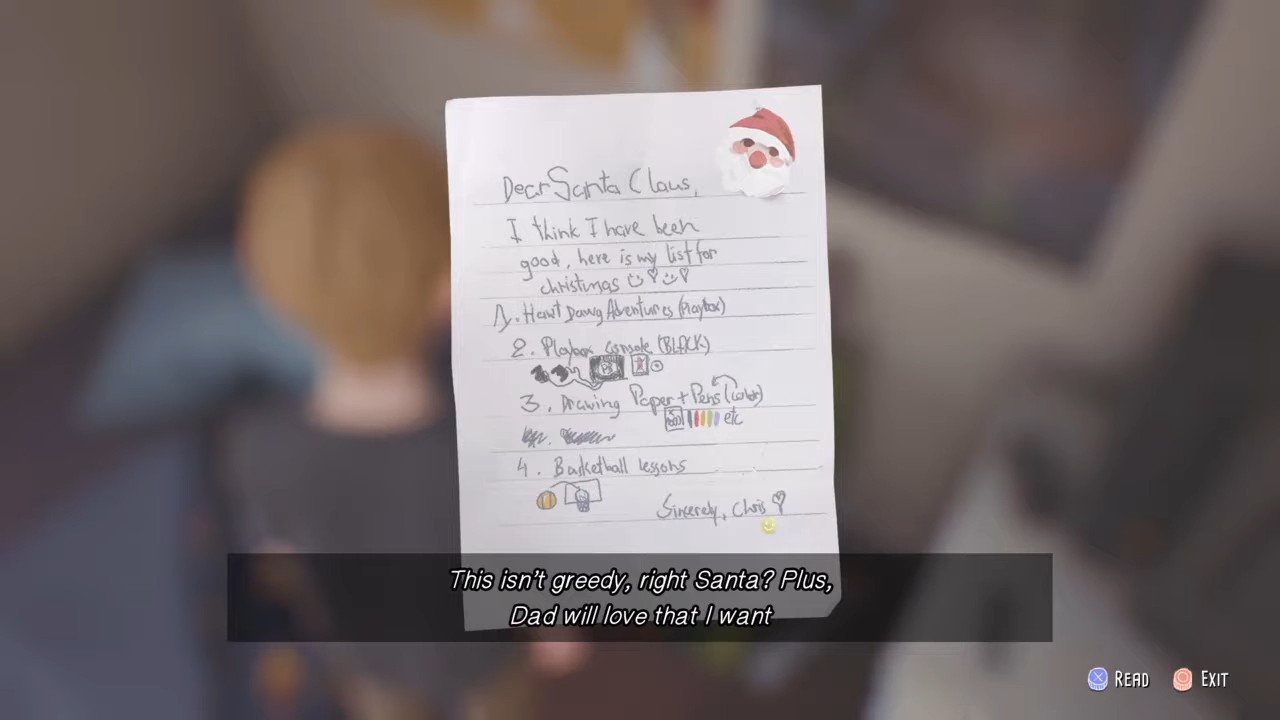 Dear Santa Claus,
I think I have been
good, here is my list for
christmas
1. Hawt Dawg Adventures (Playbox)
2. Playbox console (BLACK)
3. Drawing Paper + Pens (Color)
etc
4. Basketball lessons
Sincerely, Chris
This isn't greedy, right Santa? Plus,
Dad will love that I want
READ
EXIT